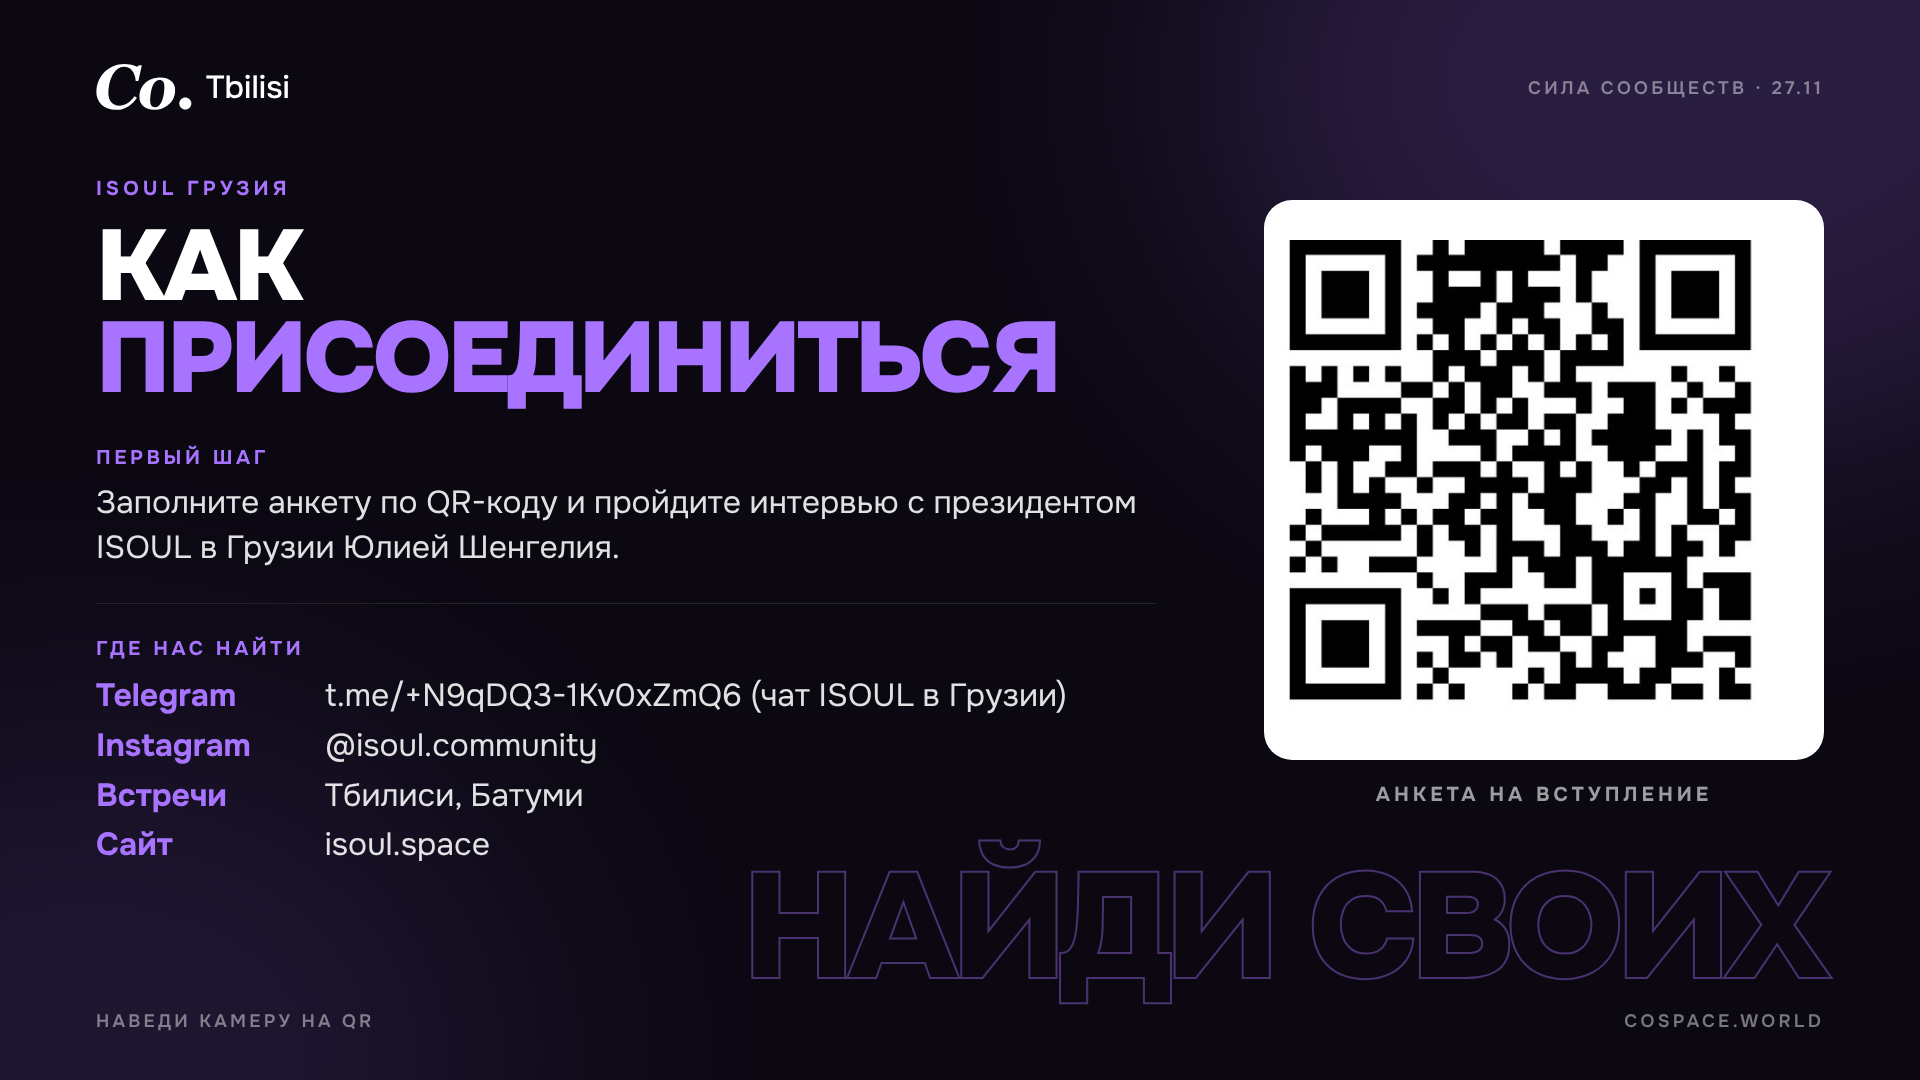 Co. Tbilisi
СИЛА СООБЩЕСТВ · 27.11
ISOUL ГРУЗИЯ
КАК
ПРИСОЕДИНИТЬСЯ
ПЕРВЫЙ ШАГ
Заполните анкету по QR-коду и пройдите интервью с президентом
ISOUL в Грузии Юлией Шенгелия.
ГДЕ НАС НАЙТИ
Telegram t.me/+N9qDQ3-1Kv0xZmQ6 (чат ISOUL в Грузии)
Instagram @isoul.community
Встречи Тбилиси, Батуми
Сайт isoul.space
АНКЕТА НА ВСТУПЛЕНИЕ
НАЙДИ СВОИХ
НАВЕДИ КАМЕРУ НА QR
COSPACE.WORLD